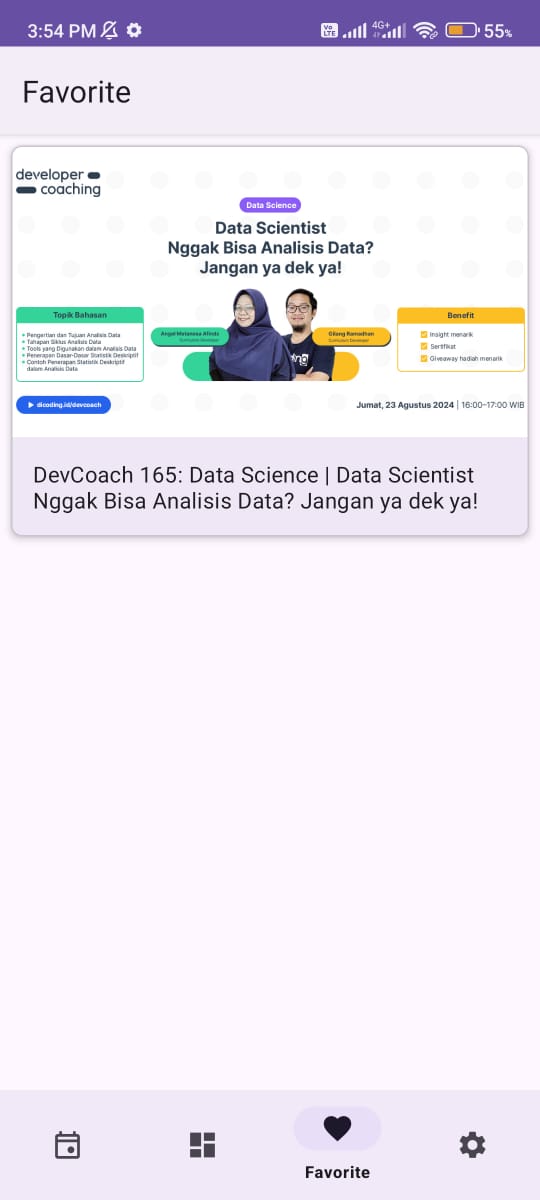 3:54 PM
Vo
LTE
4G+
55%
Favorite
developer
coaching
Data Science
Data Scientist
Nggak Bisa Analisis Data?
Jangan ya dek ya!
Topik Bahasan
Pengertian dan Tujuan Analisis Data
Tahapan Siklus Analisis Data
Tools yang Digunakan dalam Analisis Data
Penerapan Dasar-Dasar Statistik Deskriptif
Contoh Penerapan Statistik Deskriptif
dalam Analisis Data
Curriculum Developer
Gilang Ramadhan
Curriculum Developer
Benefit
Insight menarik
Sertifikat
Giveaway hadiah menarik
dicoding.id/devcoach
Jumat, 23 Agustus 2024 | 16:00-17:00 WIB
DevCoach 165: Data Science | Data Scientist
Nggak Bisa Analisis Data? Jangan ya dek ya!
Favorite